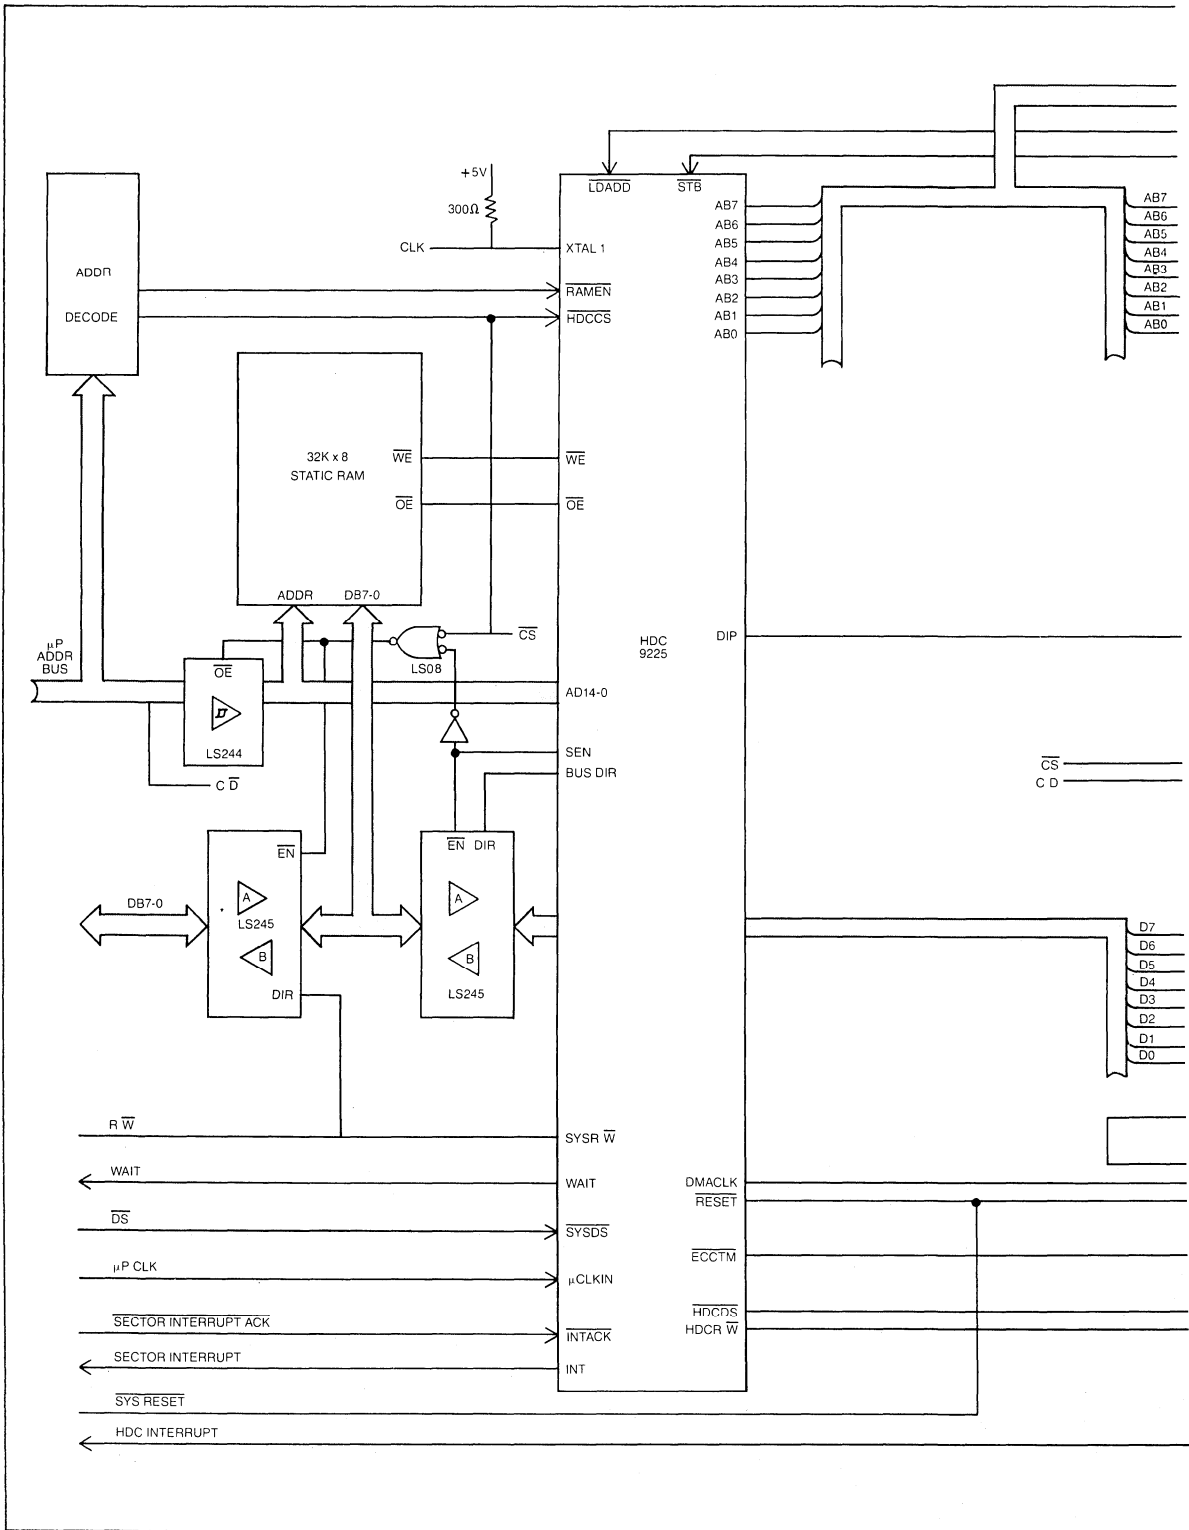 LDADD
STB
+5V
300Ω
CLK
XTAL 1
ADDR
DECODE
RAMEN
HDCCS
AB7
AB6
AB5
AB4
AB3
AB2
AB1
AB0
AB7
AB6
AB5
AB4
AB3
AB2
AB1
AB0
32K x 8
STATIC RAM
WE
OE
WE
OE
ADDR
DB7-0
CS
LS08
HDC
9225
DIP
μP
ADDR
BUS
OE
LS244
C D
AD14-0
SEN
BUS DIR
CS
C D
EN
EN DIR
DB7-0
A
LS245
B
DIR
A
B
LS245
D7
D6
D5
D4
D3
D2
D1
D0
R W
SYSR W
WAIT
WAIT
DMACLK
RESET
DS
SYSDS
ECCTM
μP CLK
μCLKIN
HDCDS
HDCR W
SECTOR INTERRUPT ACK
INTACK
SECTOR INTERRUPT
INT
SYS RESET
HDC INTERRUPT